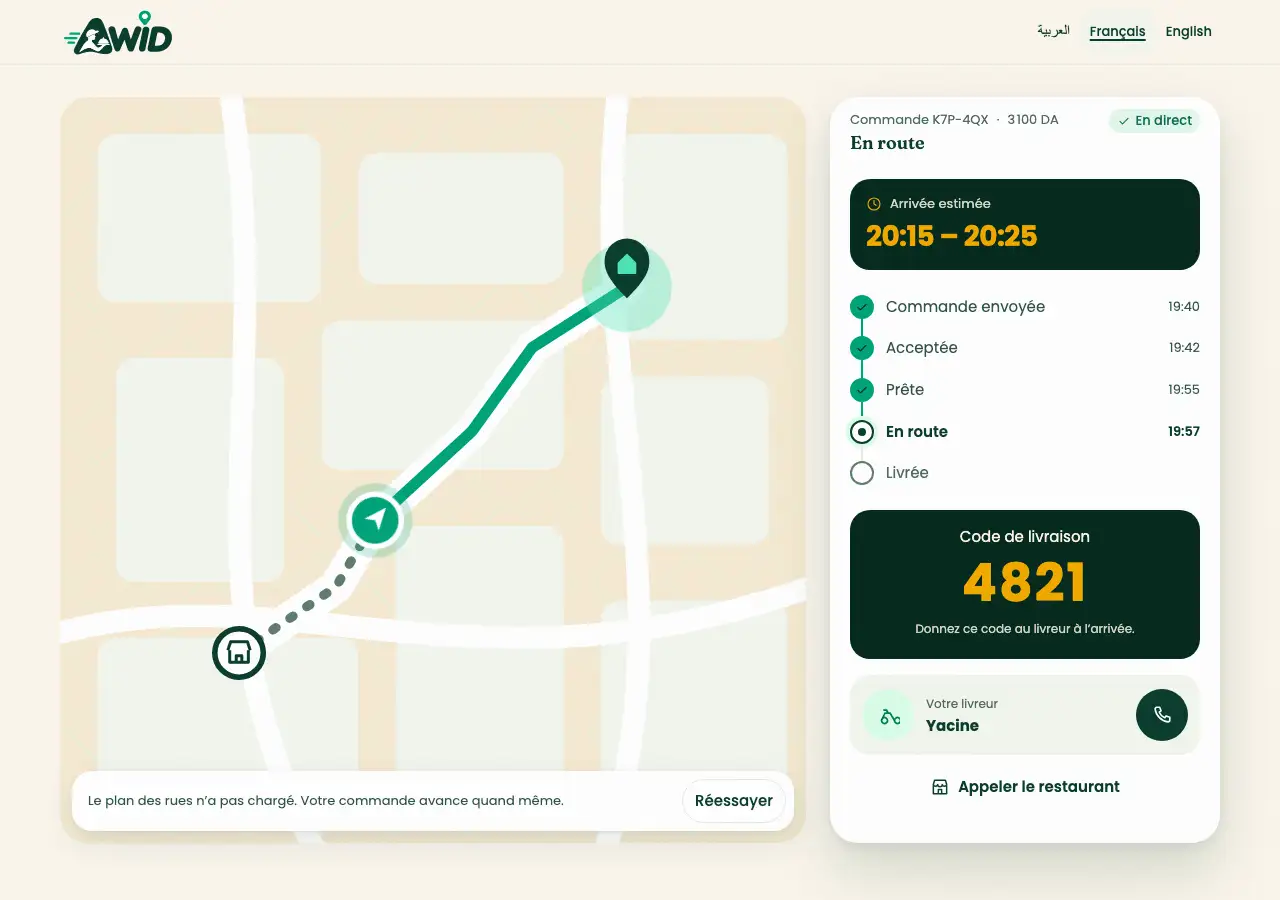 AWID
العربية
Français
English
Commande K7P-4QX · 3 100 DA
En direct
En route
Arrivée estimée
20:15 – 20:25
Commande envoyée 19:40
Acceptée 19:42
Prête 19:55
En route 19:57
Livrée
Code de livraison
4821
Donnez ce code au livreur à l’arrivée.
Votre livreur
Yacine
Appeler le restaurant
Le plan des rues n’a pas chargé. Votre commande avance quand même.
Réessayer